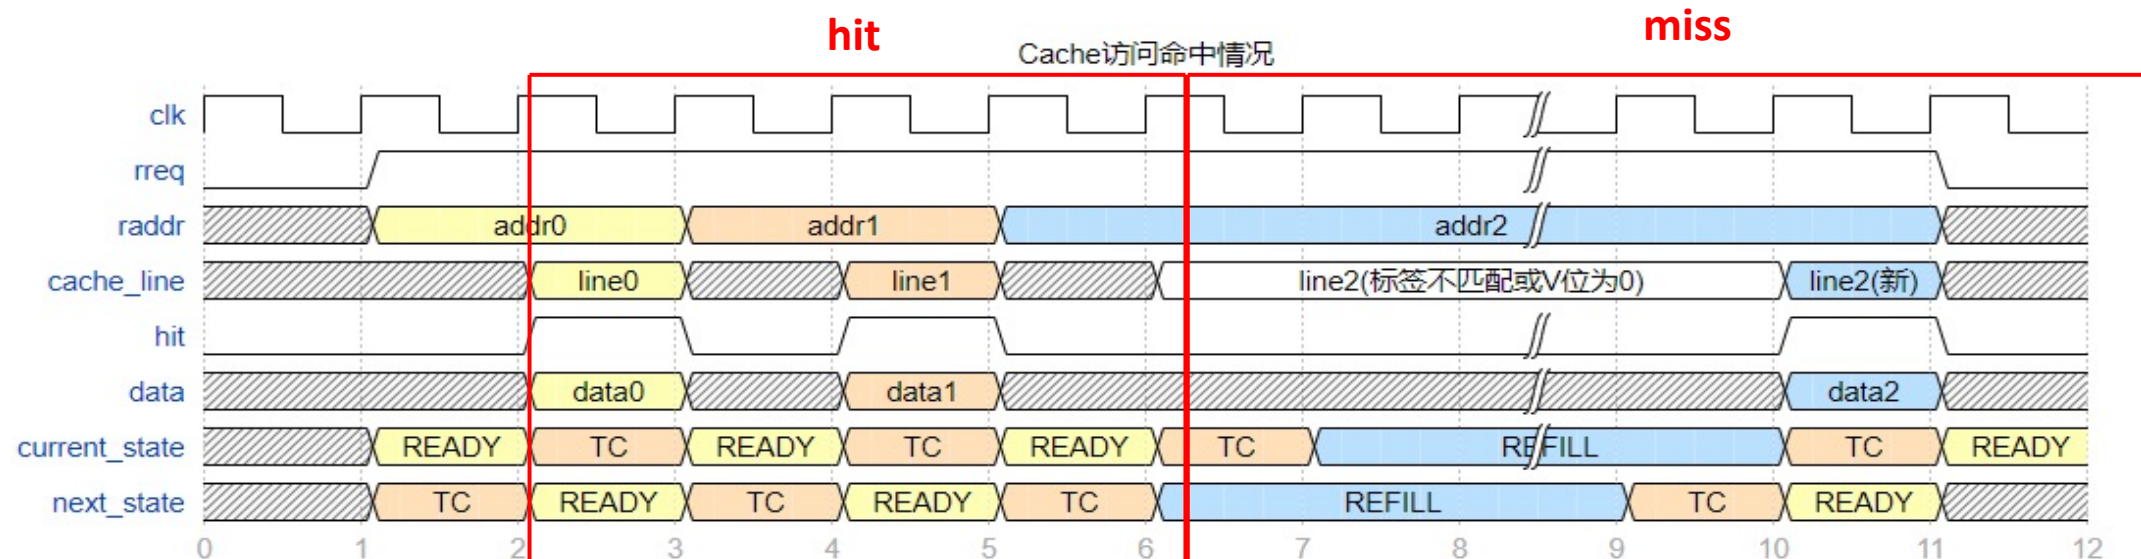 hit
miss
Cache访问命中情况
clk
rreq
raddr addr0 addr1 addr2
cache_line line0 line1 line2(标签不匹配或V位为0) line2(新)
hit
data data0 data1 data2
current_state READY TC READY TC READY TC REFILL TC READY
next_state TC READY TC READY TC REFILL TC READY
0 1 2 3 4 5 6 7 8 9 10 11 12